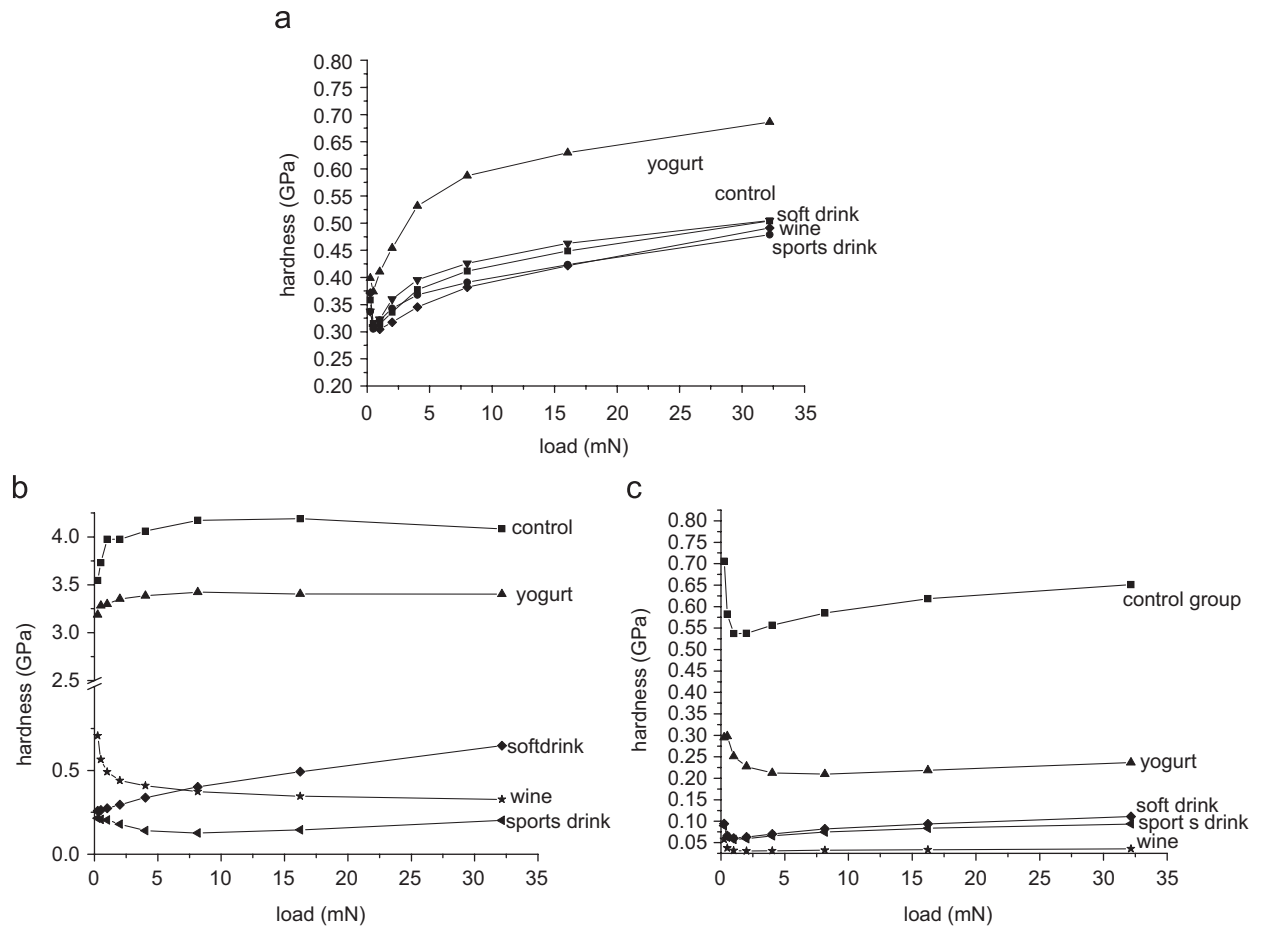 a
0.80
0.75
0.70
0.65
0.60
0.55
0.50
0.45
0.40
0.35
0.30
0.25
0.20
hardness (GPa)
yogurt
control
soft drink
wine
sports drink
0 5 10 15 20 25 30 35
load (mN)
b
4.0
3.5
3.0
2.5
0.5
0.0
hardness (GPa)
control
yogurt
softdrink
wine
sports drink
0 5 10 15 20 25 30 35
load (mN)
c
0.80
0.75
0.70
0.65
0.60
0.55
0.50
0.45
0.40
0.35
0.30
0.25
0.20
0.15
0.10
0.05
hardness (GPa)
control group
yogurt
soft drink
sport s drink
wine
0 5 10 15 20 25 30 35
load (mN)